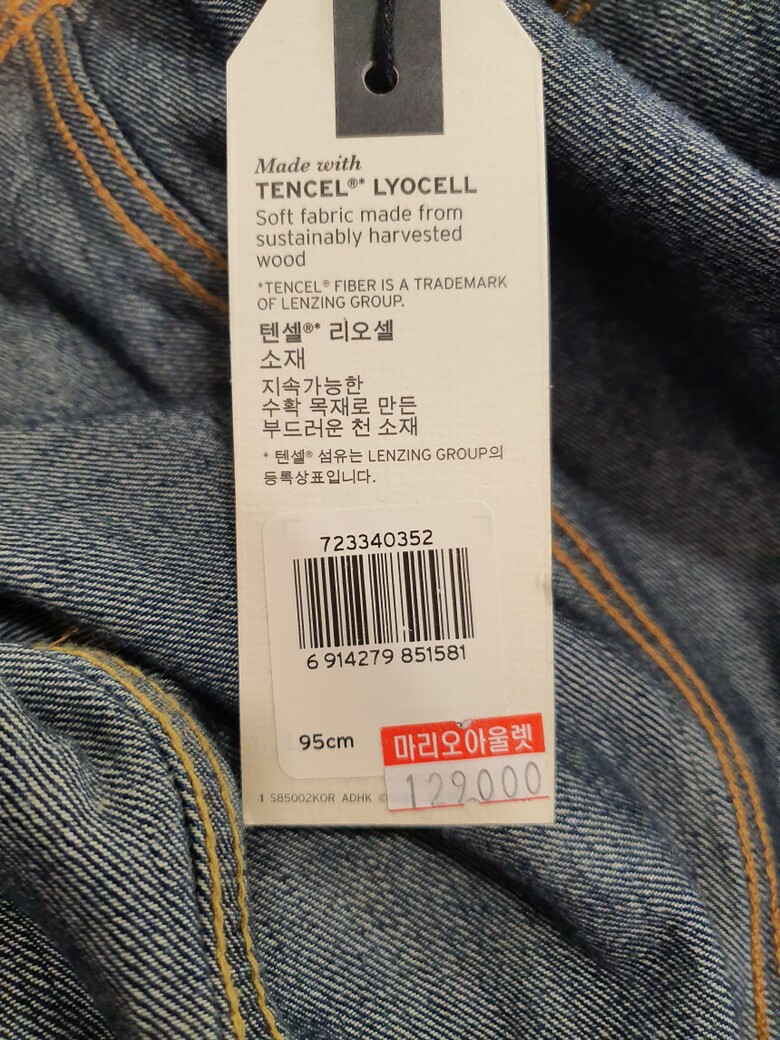 Made with
TENCEL®* LYOCELL
Soft fabric made from
sustainably harvested
wood
*TENCEL® FIBER IS A TRADEMARK
OF LENZING GROUP.
텐셀®* 리오셀
소재
지속가능한
수확 목재로 만든
부드러운 천 소재
* 텐셀® 섬유는 LENZING GROUP의
등록상표입니다.
723340352
6 914279 851581
95cm
마리오아울렛
129000
1 S85002KOR ADHK ©